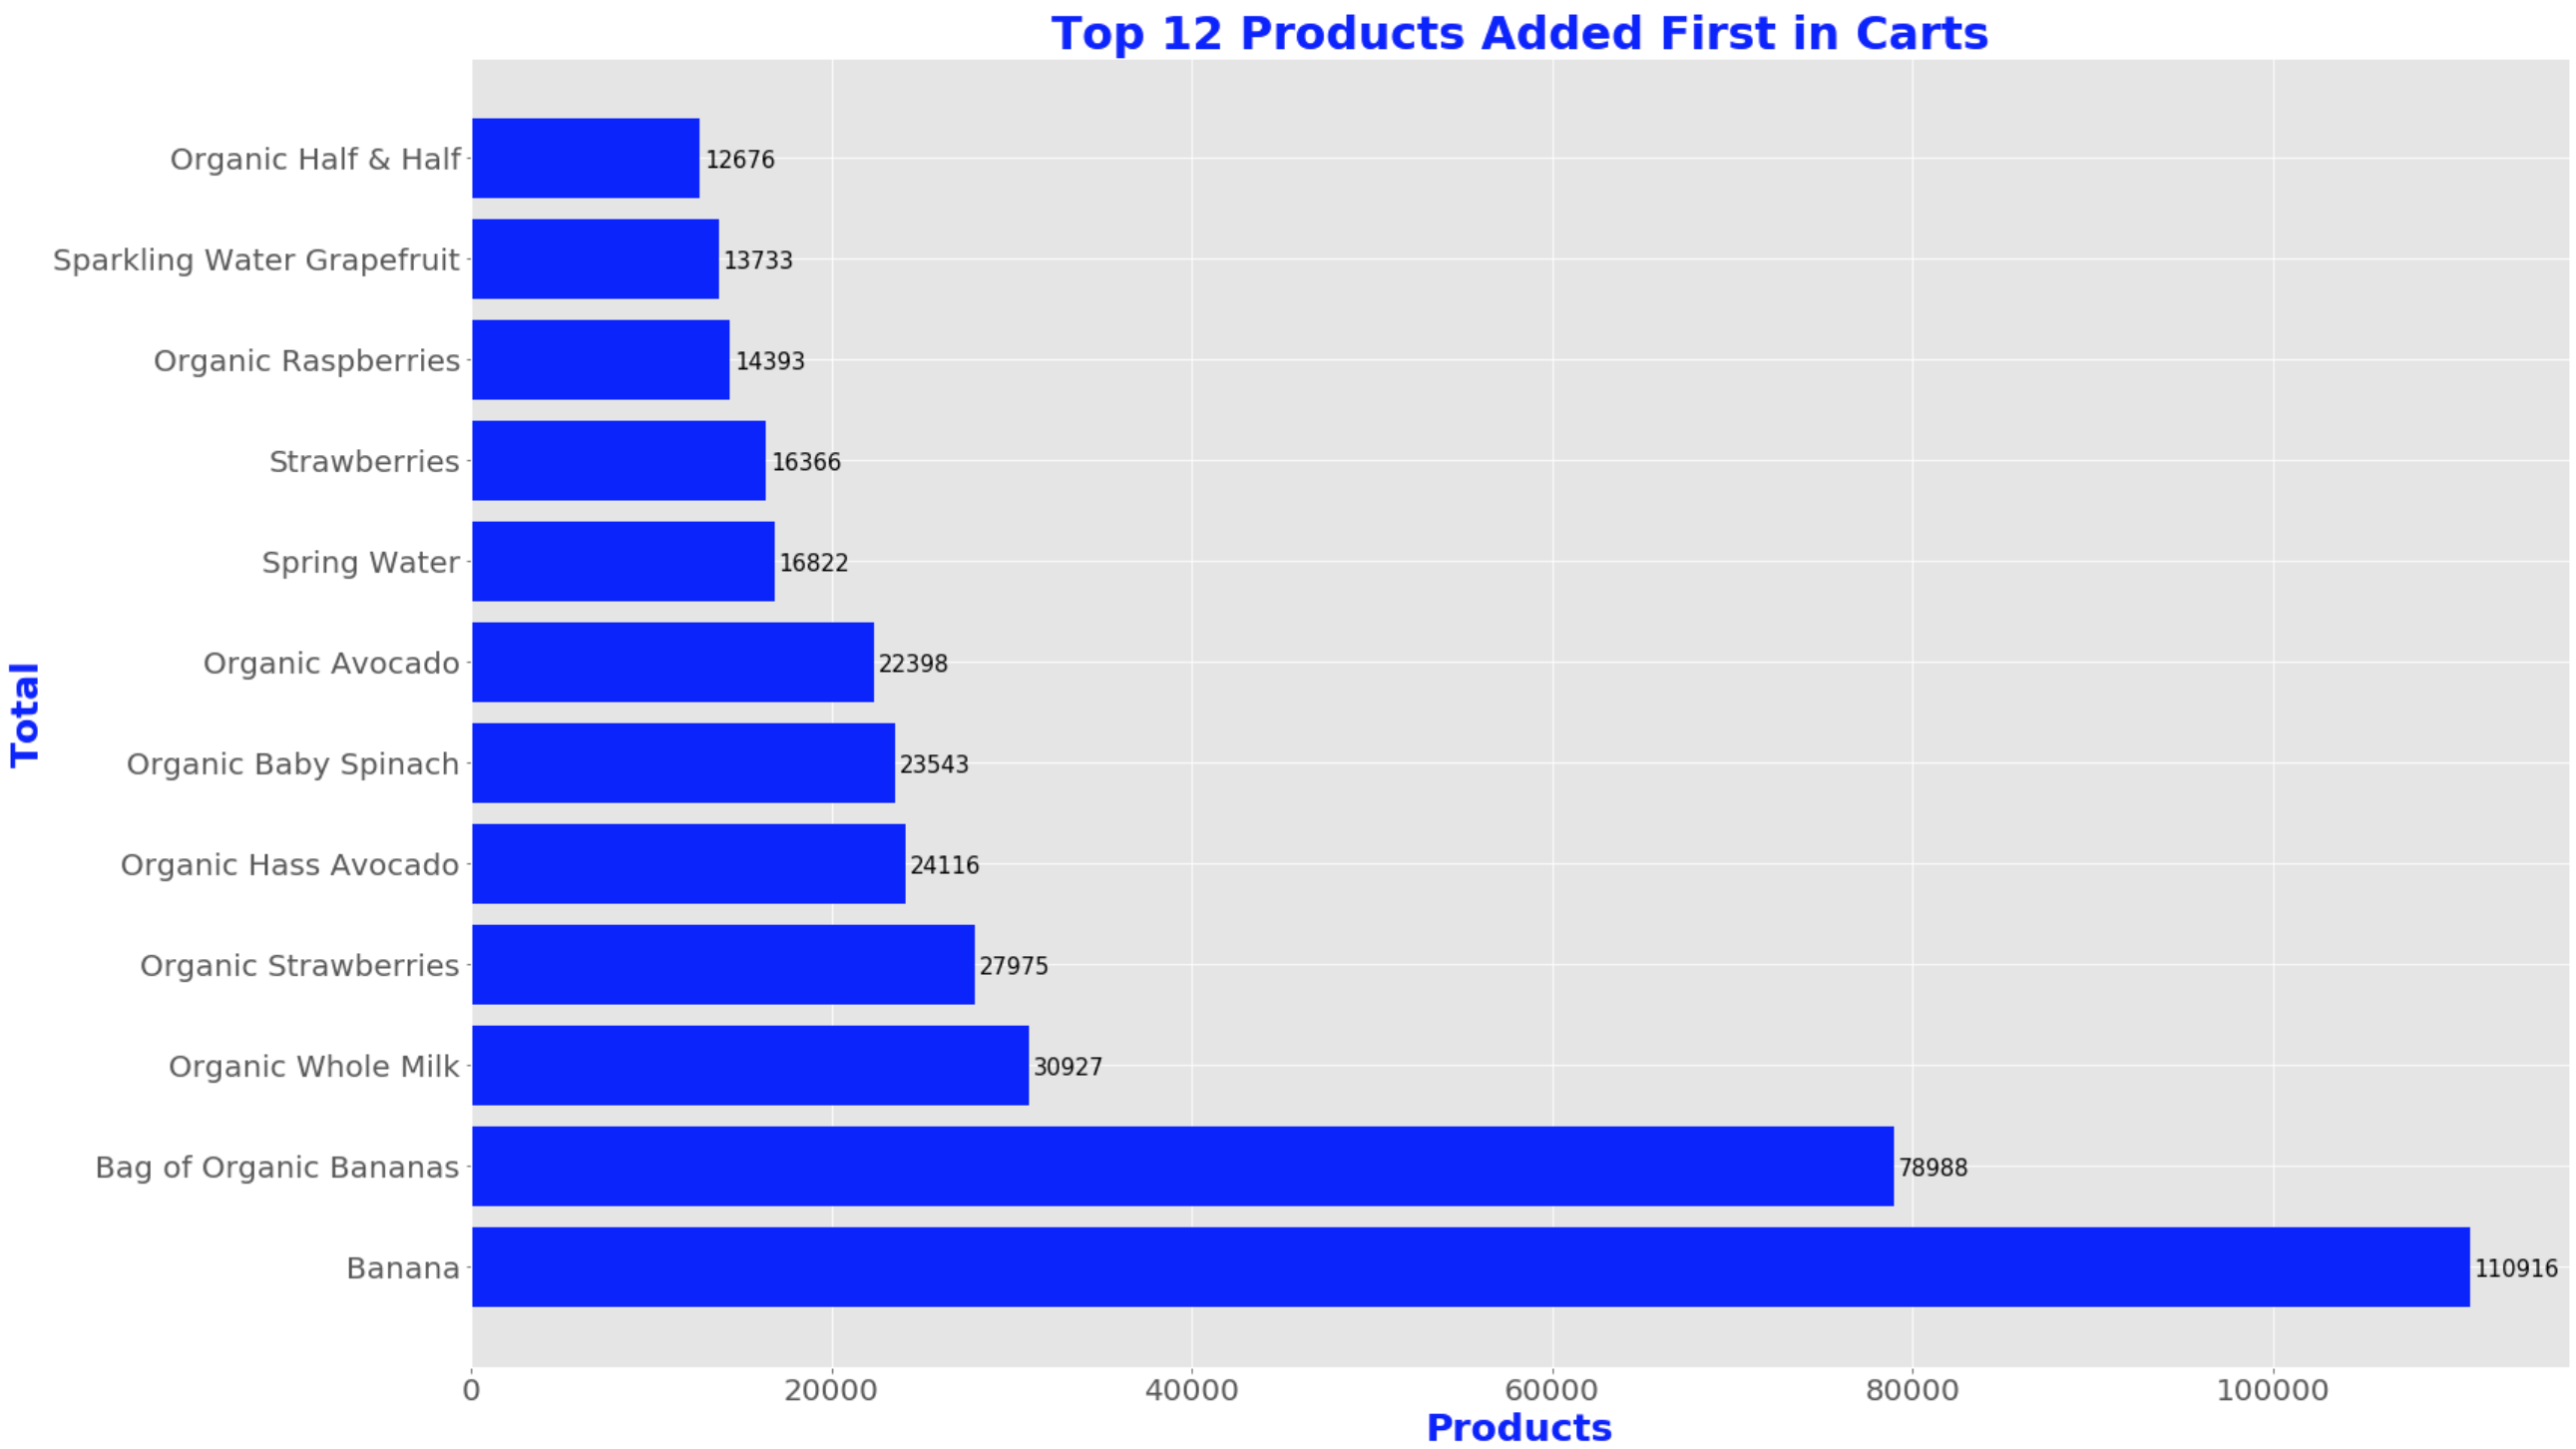 Top 12 Products Added First in Carts
Organic Half & Half 12676
Sparkling Water Grapefruit 13733
Organic Raspberries 14393
Strawberries 16366
Spring Water 16822
Organic Avocado 22398
Organic Baby Spinach 23543
Organic Hass Avocado 24116
Organic Strawberries 27975
Organic Whole Milk 30927
Bag of Organic Bananas 78988
Banana 110916
Total
0 20000 40000 60000 80000 100000
Products